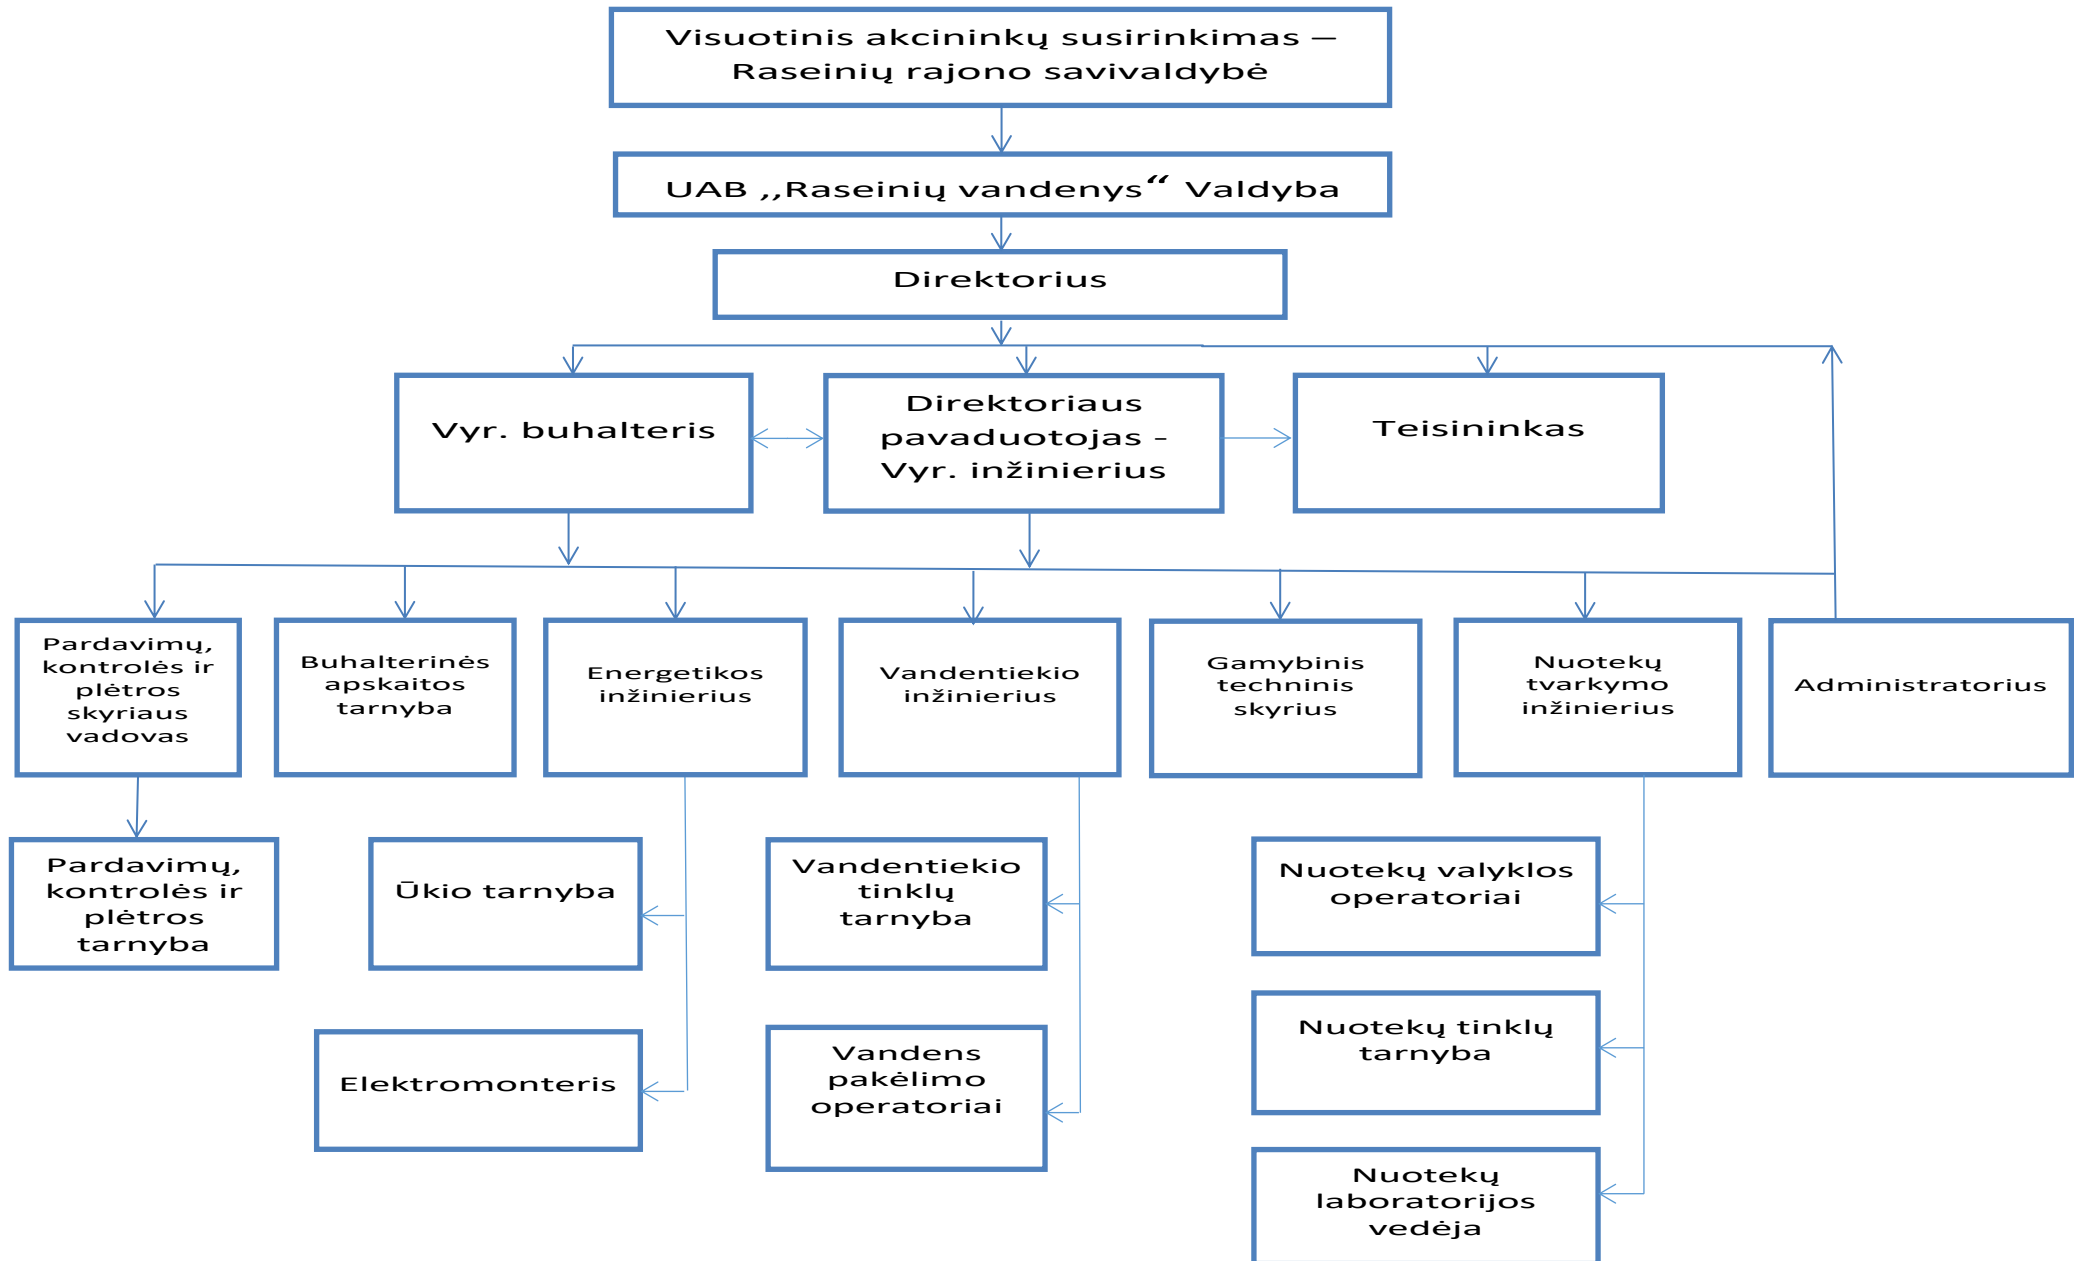 Visuotinis akcininkų susirinkimas –
Raseinių rajono savivaldybė
UAB ,,Raseinių vandenys“ Valdyba
Direktorius
Vyr. buhalteris
Direktoriaus
pavaduotojas -
Vyr. inžinierius
Teisininkas
Pardavimų,
kontrolės ir
plėtros
skyriaus
vadovas
Buhalterinės
apskaitos
tarnyba
Energetikos
inžinierius
Vandentiekio
inžinierius
Gamybinis
techninis
skyrius
Nuotekų
tvarkymo
inžinierius
Administratorius
Pardavimų,
kontrolės ir
plėtros
tarnyba
Ūkio tarnyba
Vandentiekio
tinklų
tarnyba
Nuotekų valyklos
operatoriai
Elektromonteris
Vandens
pakėlimo
operatoriai
Nuotekų tinklų
tarnyba
Nuotekų
laboratorijos
vedėja